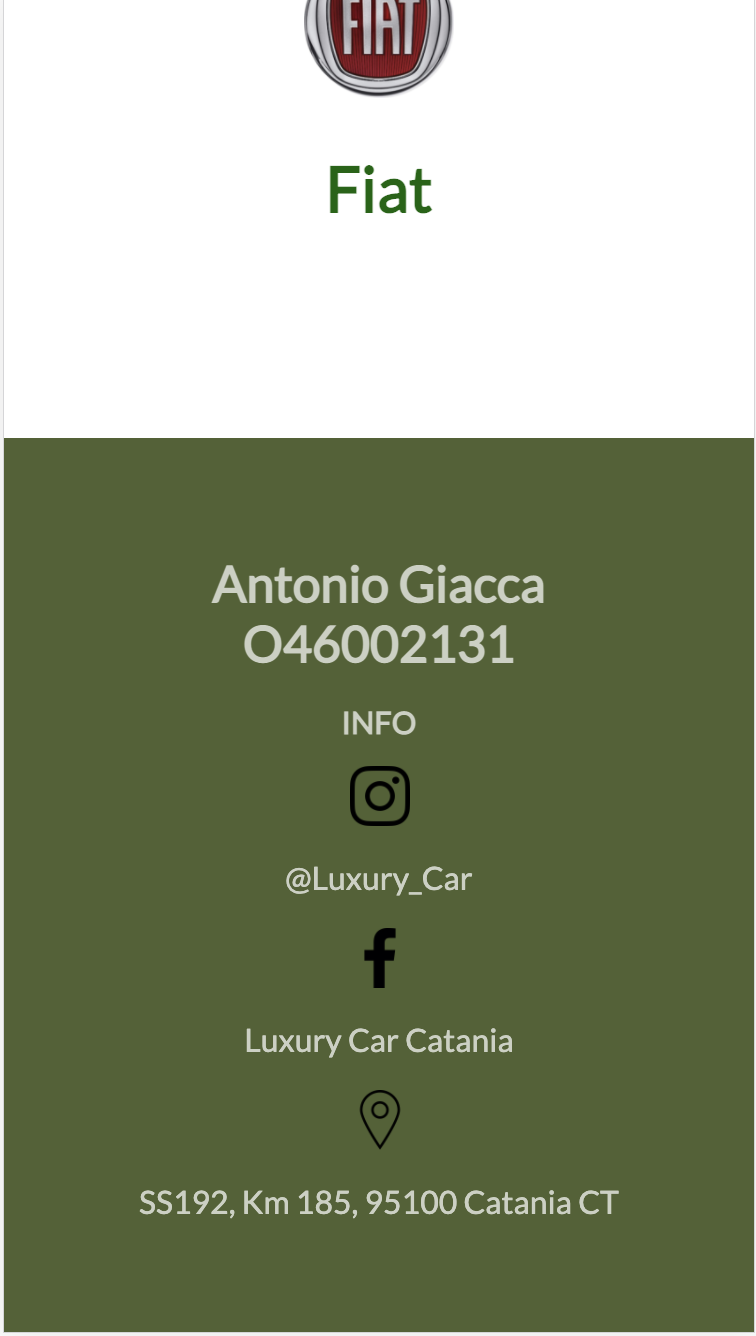 FIAT
Fiat
Antonio Giacca
O46002131
INFO
@Luxury_Car
Luxury Car Catania
SS192, Km 185, 95100 Catania CT